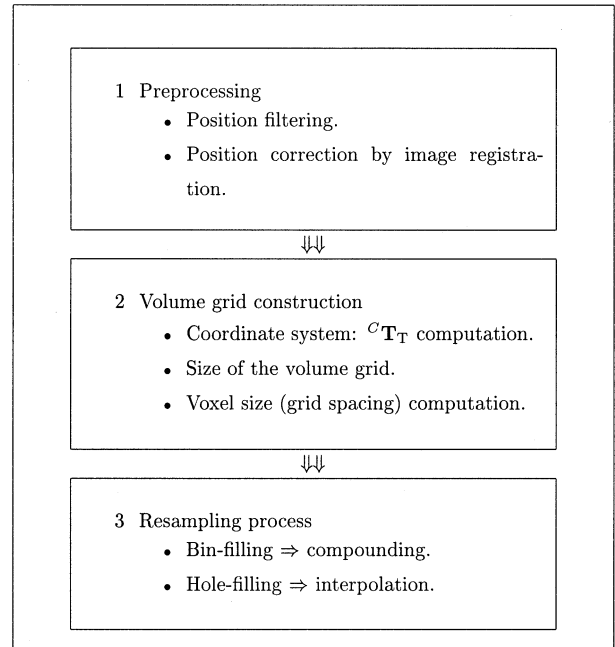 1 Preprocessing
• Position filtering.
• Position correction by image registra-
tion.
⇓⇓
2 Volume grid construction
• Coordinate system: ^C T_T computation.
• Size of the volume grid.
• Voxel size (grid spacing) computation.
⇓⇓
3 Resampling process
• Bin-filling ⇒ compounding.
• Hole-filling ⇒ interpolation.